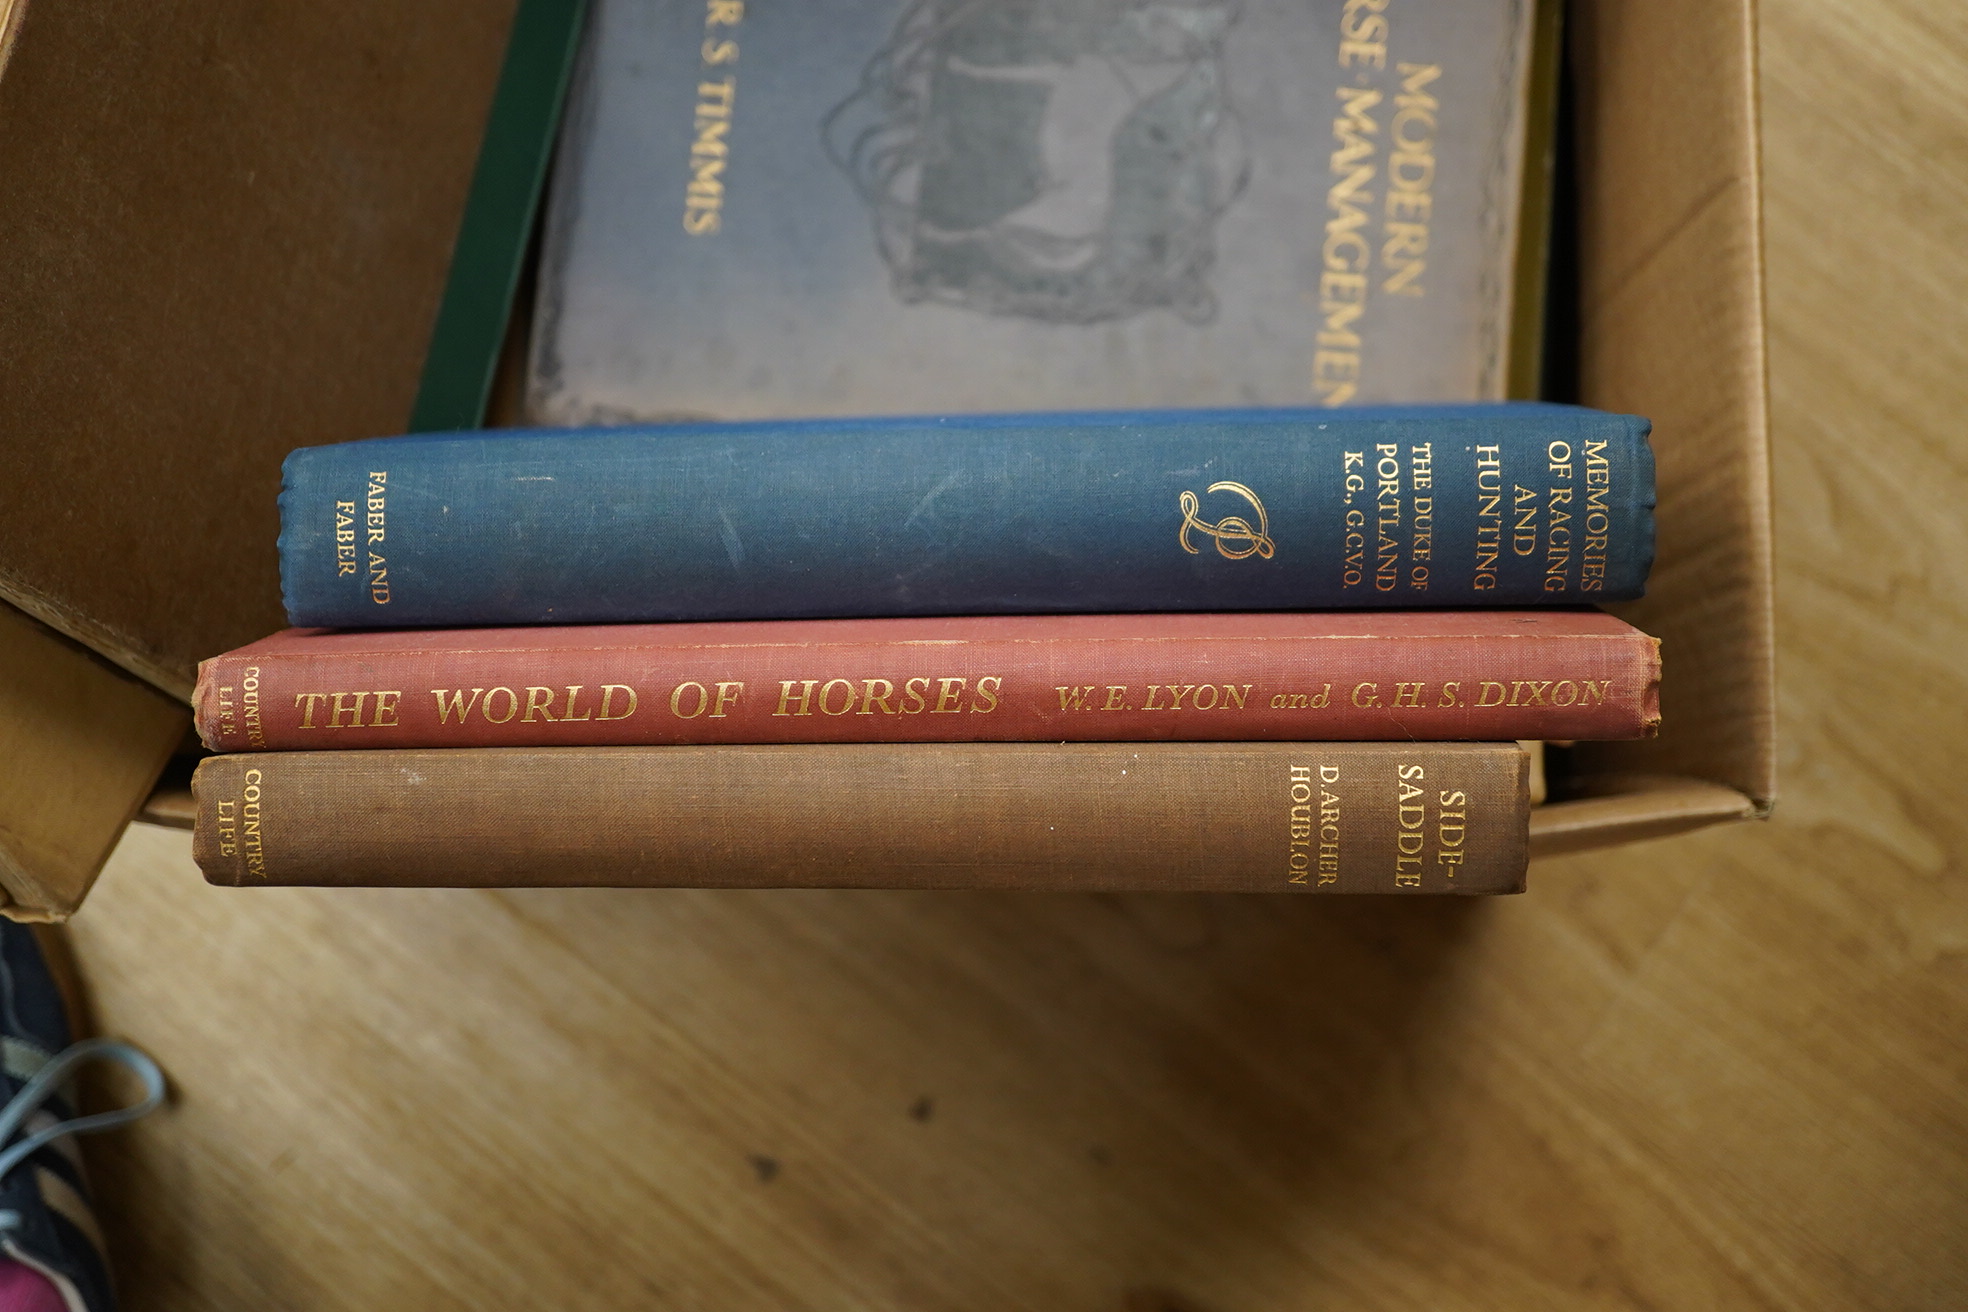 MODERN
RSE MANAGEMEN
R S TIMMIS
MEMORIES
OF RACING
AND
HUNTING
THE DUKE OF
PORTLAND
K.G., G.C.V.O.
FABER AND
FABER
THE WORLD OF HORSES W. E. LYON and G. H. S. DIXON
COUNTRY
LIFE
SIDE-
SADDLE
D. ARCHER
HOUBLON
COUNTRY
LIFE